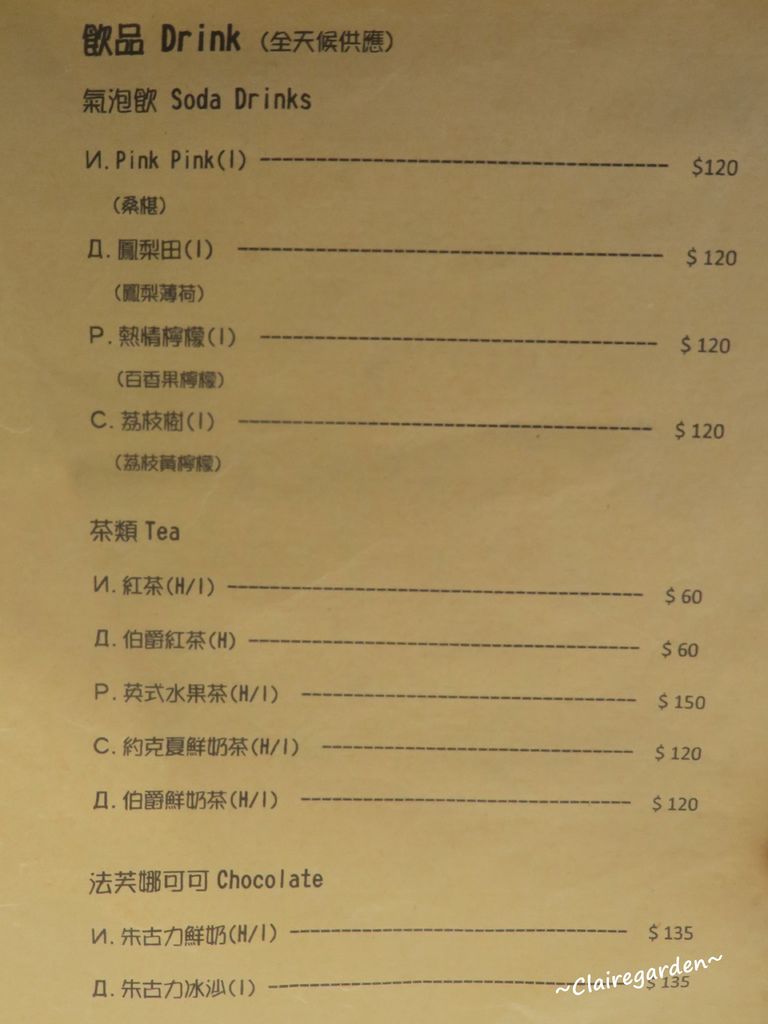 飲品 Drink (全天候供應)
氣泡飲 Soda Drinks
И. Pink Pink(I) ------------------------------------------ $120
(桑椹)
Д. 鳳梨田(I) ------------------------------------------- $ 120
(鳳梨薄荷)
Р. 熱情檸檬(I) ---------------------------------------- $ 120
(百香果檸檬)
С. 荔枝樹(I) ------------------------------------------ $ 120
(荔枝黃檸檬)
茶類 Tea
И. 紅茶(H/I) ------------------------------------------ $ 60
Д. 伯爵紅茶(H) --------------------------------------- $ 60
Р. 英式水果茶(H/I) ---------------------------------- $ 150
С. 約克夏鮮奶茶(H/I) ------------------------------- $ 120
Д. 伯爵鮮奶茶(H/I) --------------------------------- $ 120
法芙娜可可 Chocolate
И. 朱古力鮮奶(H/I) ---------------------------------- $ 135
Д. 朱古力冰沙(I) ------------------------------------ $ 135
~Clairegarden~